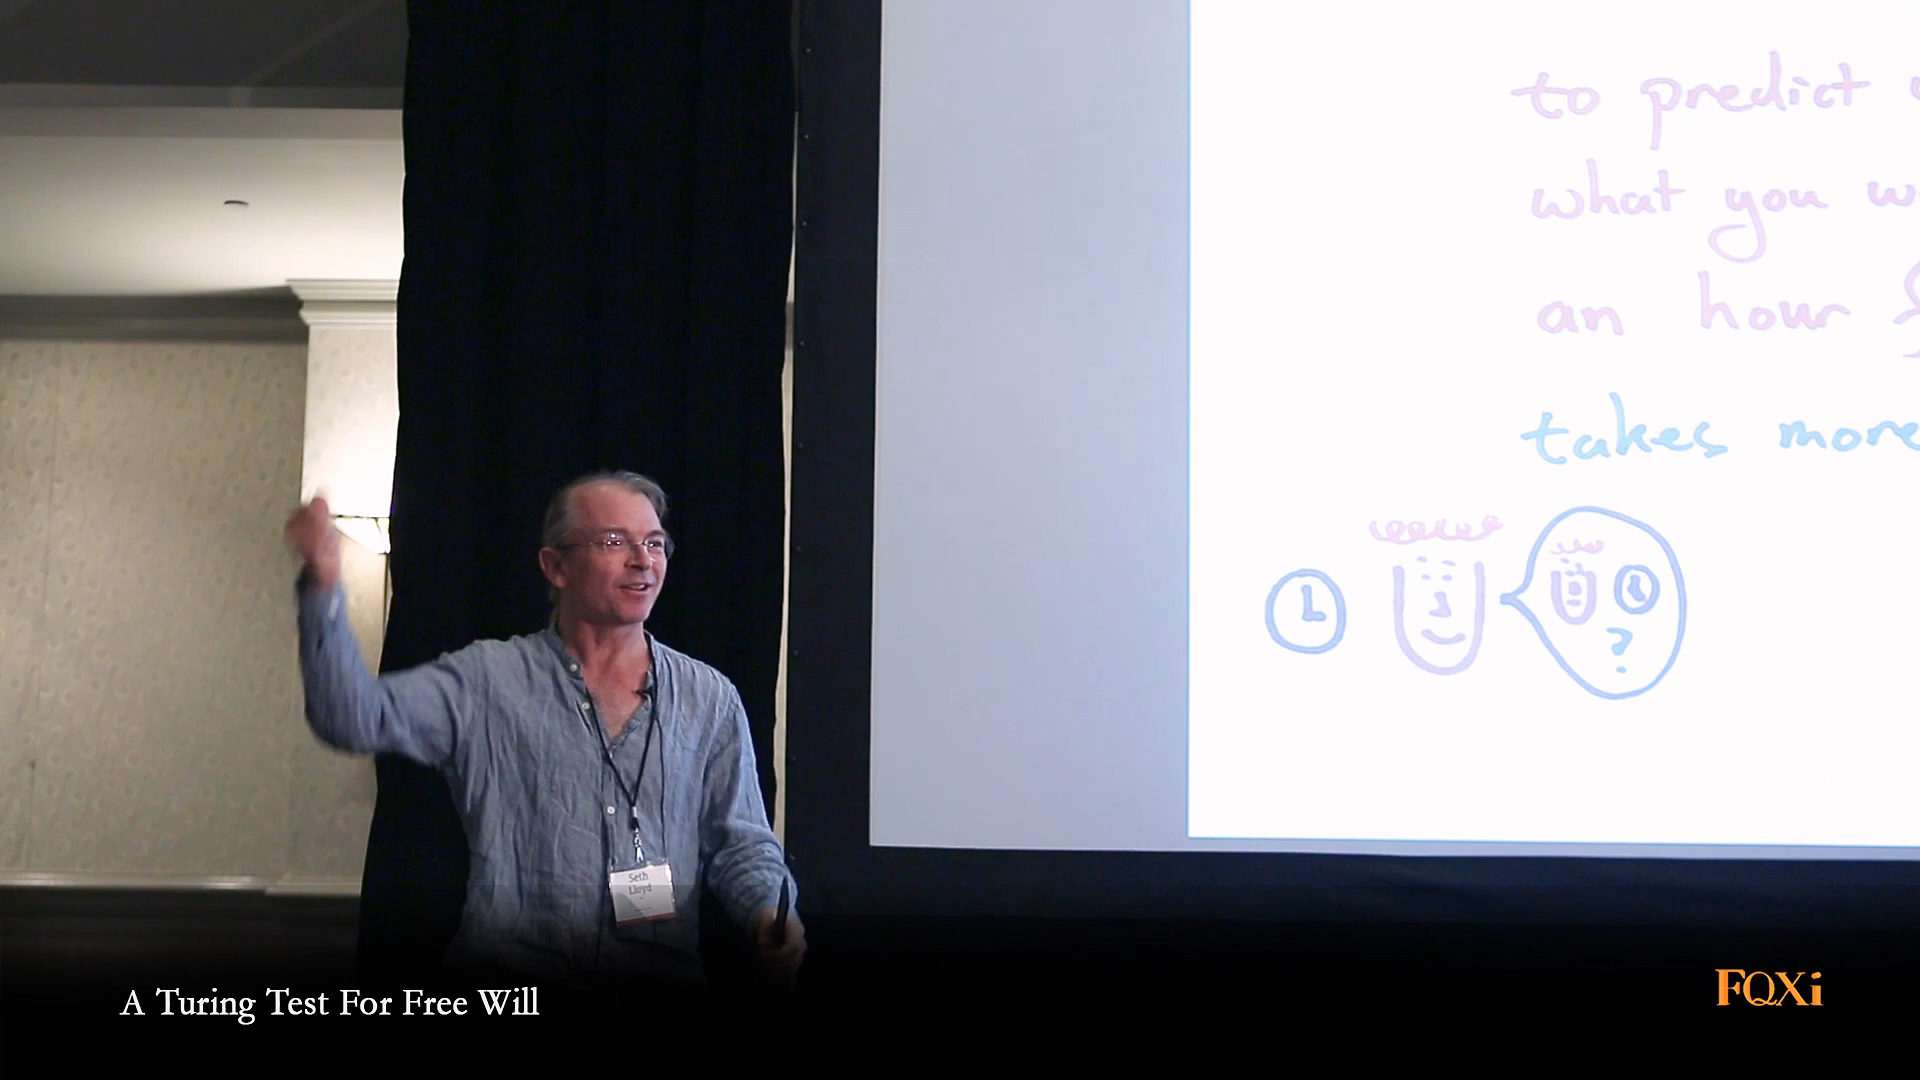 to predict
what you
an hour
takes more
Seth
Lloyd
A Turing Test For Free Will
FQXi